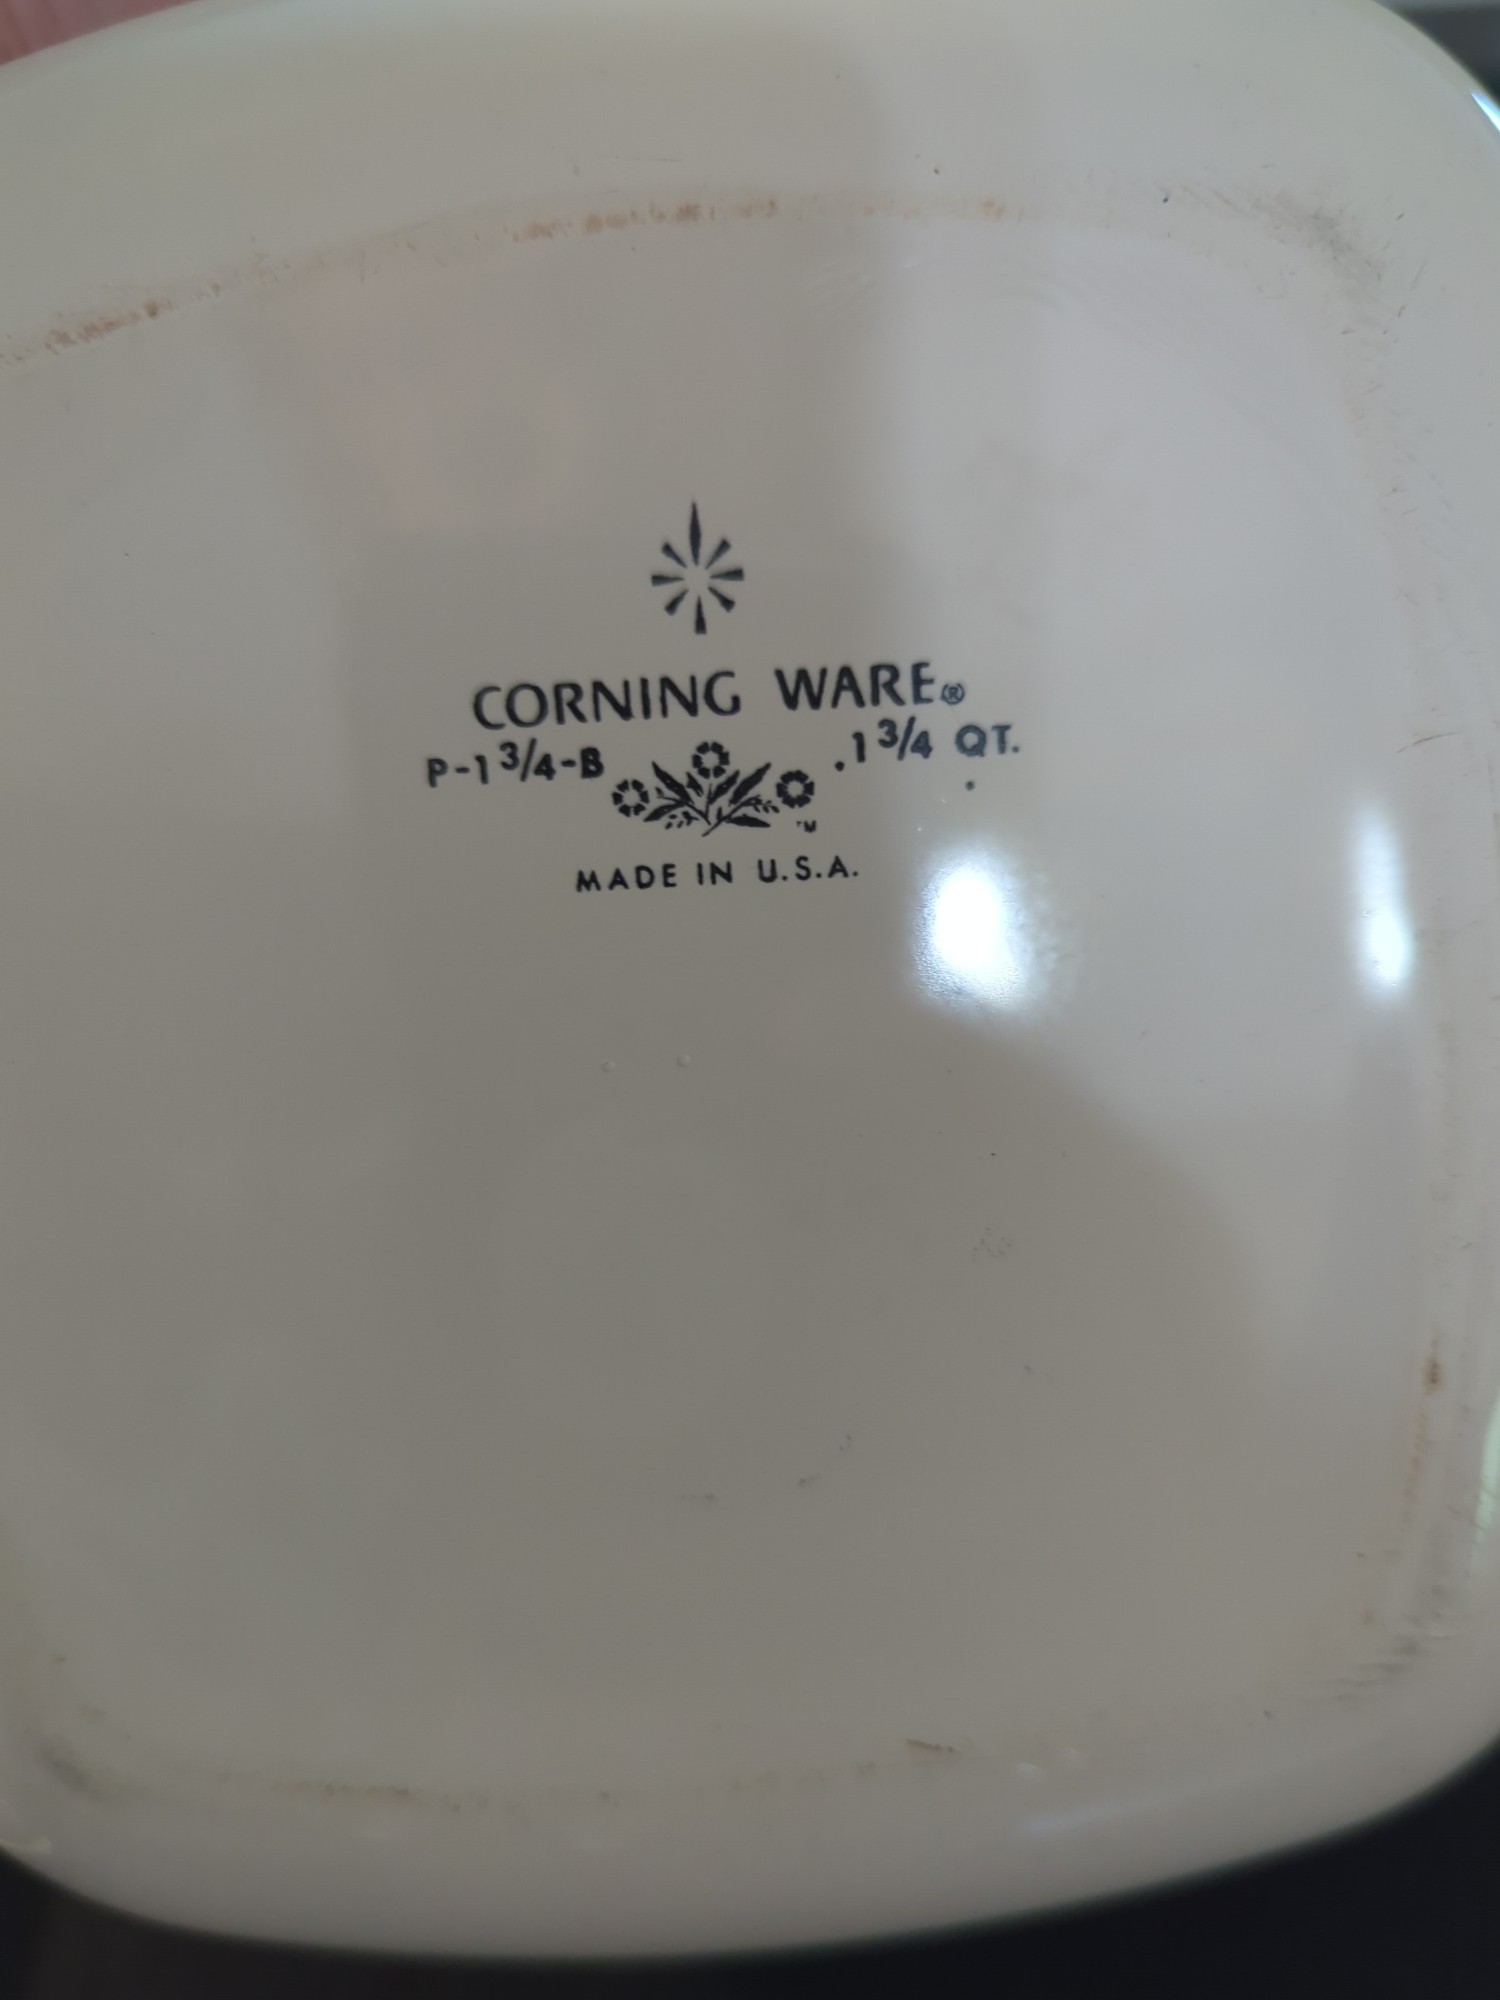 CORNING WARE®
P-1 3/4-B .1 3/4 QT.
TM
MADE IN U.S.A.